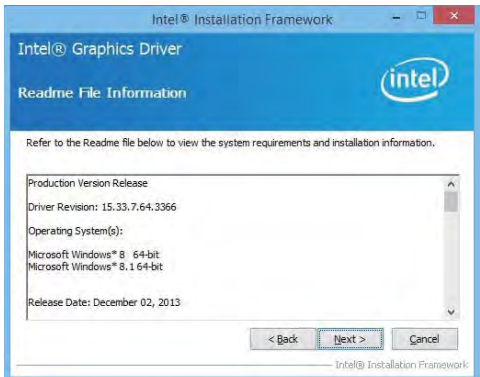 Intel® Installation Framework
Intel® Graphics Driver
Readme File Information
intel
Refer to the Readme file below to view the system requirements and installation information.
Production Version Release
Driver Revision: 15.33.7.64.3366
Operating System(s):
Microsoft Windows* 8 64-bit
Microsoft Windows* 8.1 64-bit
Release Date: December 02, 2013
< Back Next > Cancel
Intel® Installation Framework